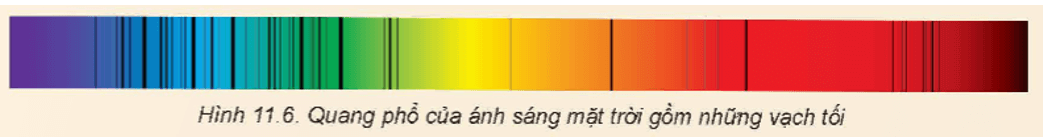 Hình 11.6. Quang phổ của ánh sáng mặt trời gồm những vạch tối